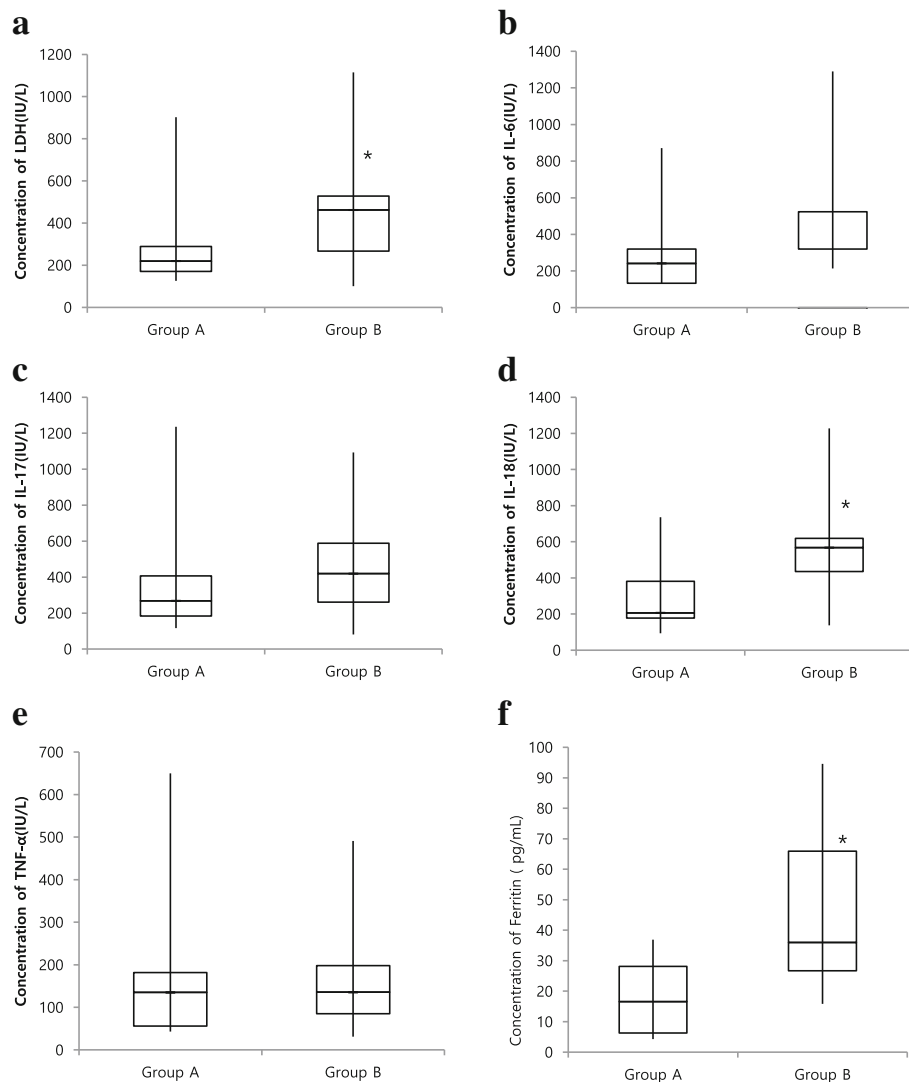 a
Concentration of LDH(IU/L)
1200
1000
800
600
400
200
0
*
Group A
Group B
b
Concentration of IL-6(IU/L)
1400
1200
1000
800
600
400
200
0
Group A
Group B
c
Concentration of IL-17(IU/L)
1400
1200
1000
800
600
400
200
0
Group A
Group B
d
Concentration of IL-18(IU/L)
1400
1200
1000
800
600
400
200
0
*
Group A
Group B
e
Concentration of TNF-α(IU/L)
700
600
500
400
300
200
100
0
Group A
Group B
f
Concentration of Ferritin ( pg/mL)
100
90
80
70
60
50
40
30
20
10
0
*
Group A
Group B